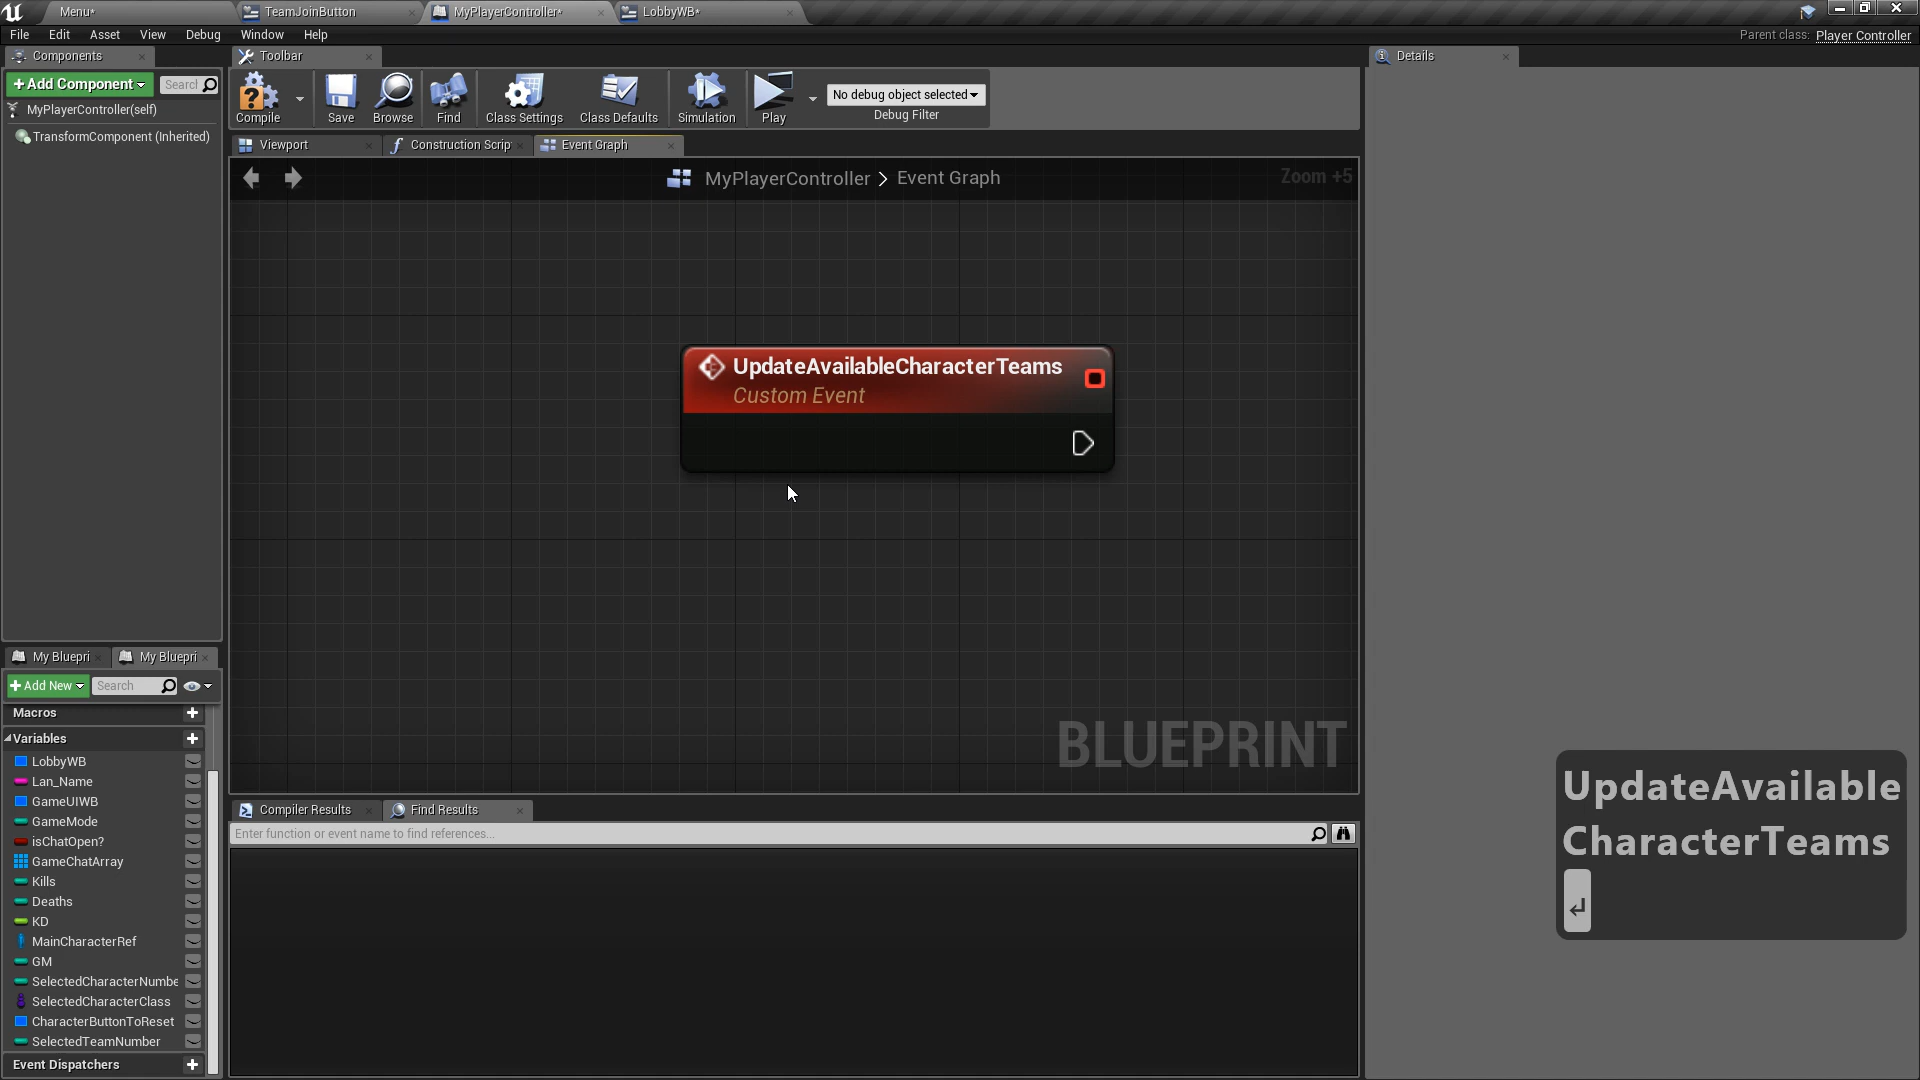 Menu*
TeamJoinButton
MyPlayerController*
LobbyWB*
File Edit Asset View Debug Window Help
Parent class: Player Controller
Components
Toolbar
Details
+ Add Component
Search
MyPlayerController(self)
TransformComponent (Inherited)
Compile
Save
Browse
Find
Class Settings
Class Defaults
Simulation
Play
No debug object selected
Debug Filter
Viewport
Construction Scrip
Event Graph
MyPlayerController > Event Graph
Zoom +5
UpdateAvailableCharacterTeams
Custom Event
BLUEPRINT
My Bluepri
My Bluepri
+ Add New
Search
Macros
Variables
LobbyWB
Lan_Name
GameUIWB
GameMode
isChatOpen?
GameChatArray
Kills
Deaths
KD
MainCharacterRef
GM
SelectedCharacterNumbe
SelectedCharacterClass
CharacterButtonToReset
SelectedTeamNumber
Event Dispatchers
Compiler Results
Find Results
Enter function or event name to find references...
UpdateAvailable
CharacterTeams